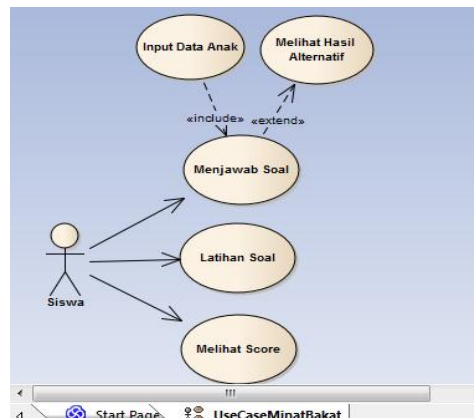 Input Data Anak
Melihat Hasil
Alternatif
«include»
«extend»
Menjawab Soal
Latihan Soal
Siswa
Melihat Score
Start Page
UseCaseMinatBakat